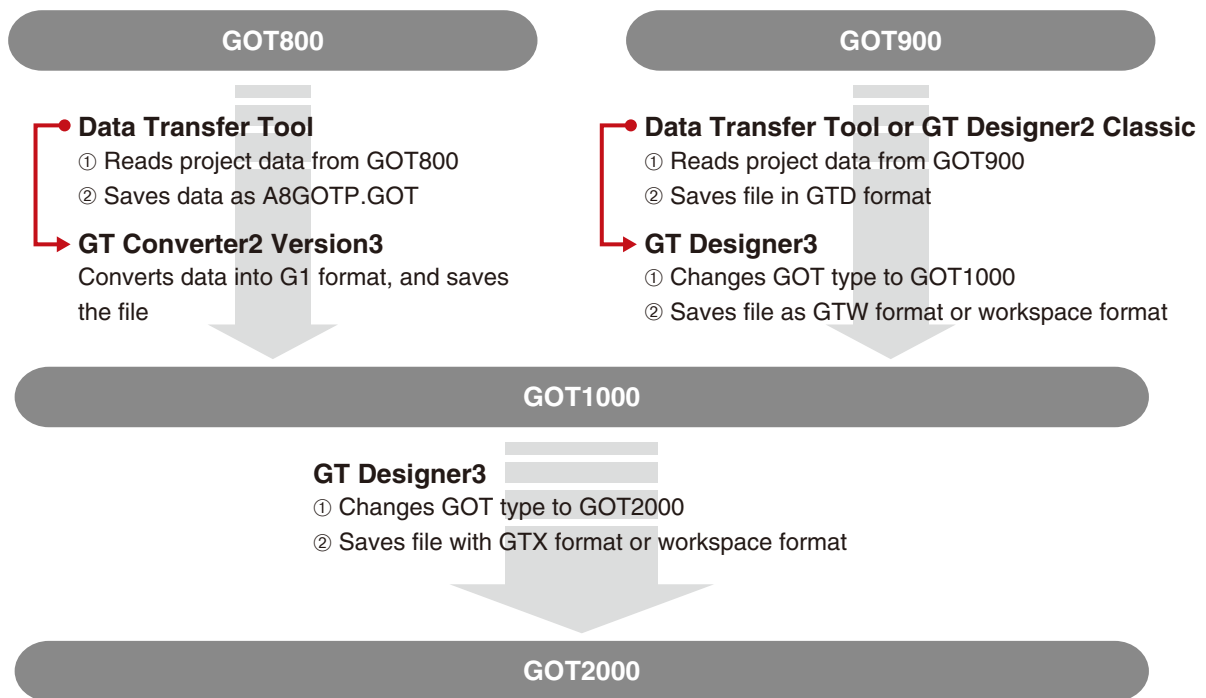 GOT800
Data Transfer Tool
① Reads project data from GOT800
② Saves data as A8GOTP.GOT
GT Converter2 Version3
Converts data into G1 format, and saves
the file
GOT900
Data Transfer Tool or GT Designer2 Classic
① Reads project data from GOT900
② Saves file in GTD format
GT Designer3
① Changes GOT type to GOT1000
② Saves file as GTW format or workspace format
GOT1000
GT Designer3
① Changes GOT type to GOT2000
② Saves file with GTX format or workspace format
GOT2000